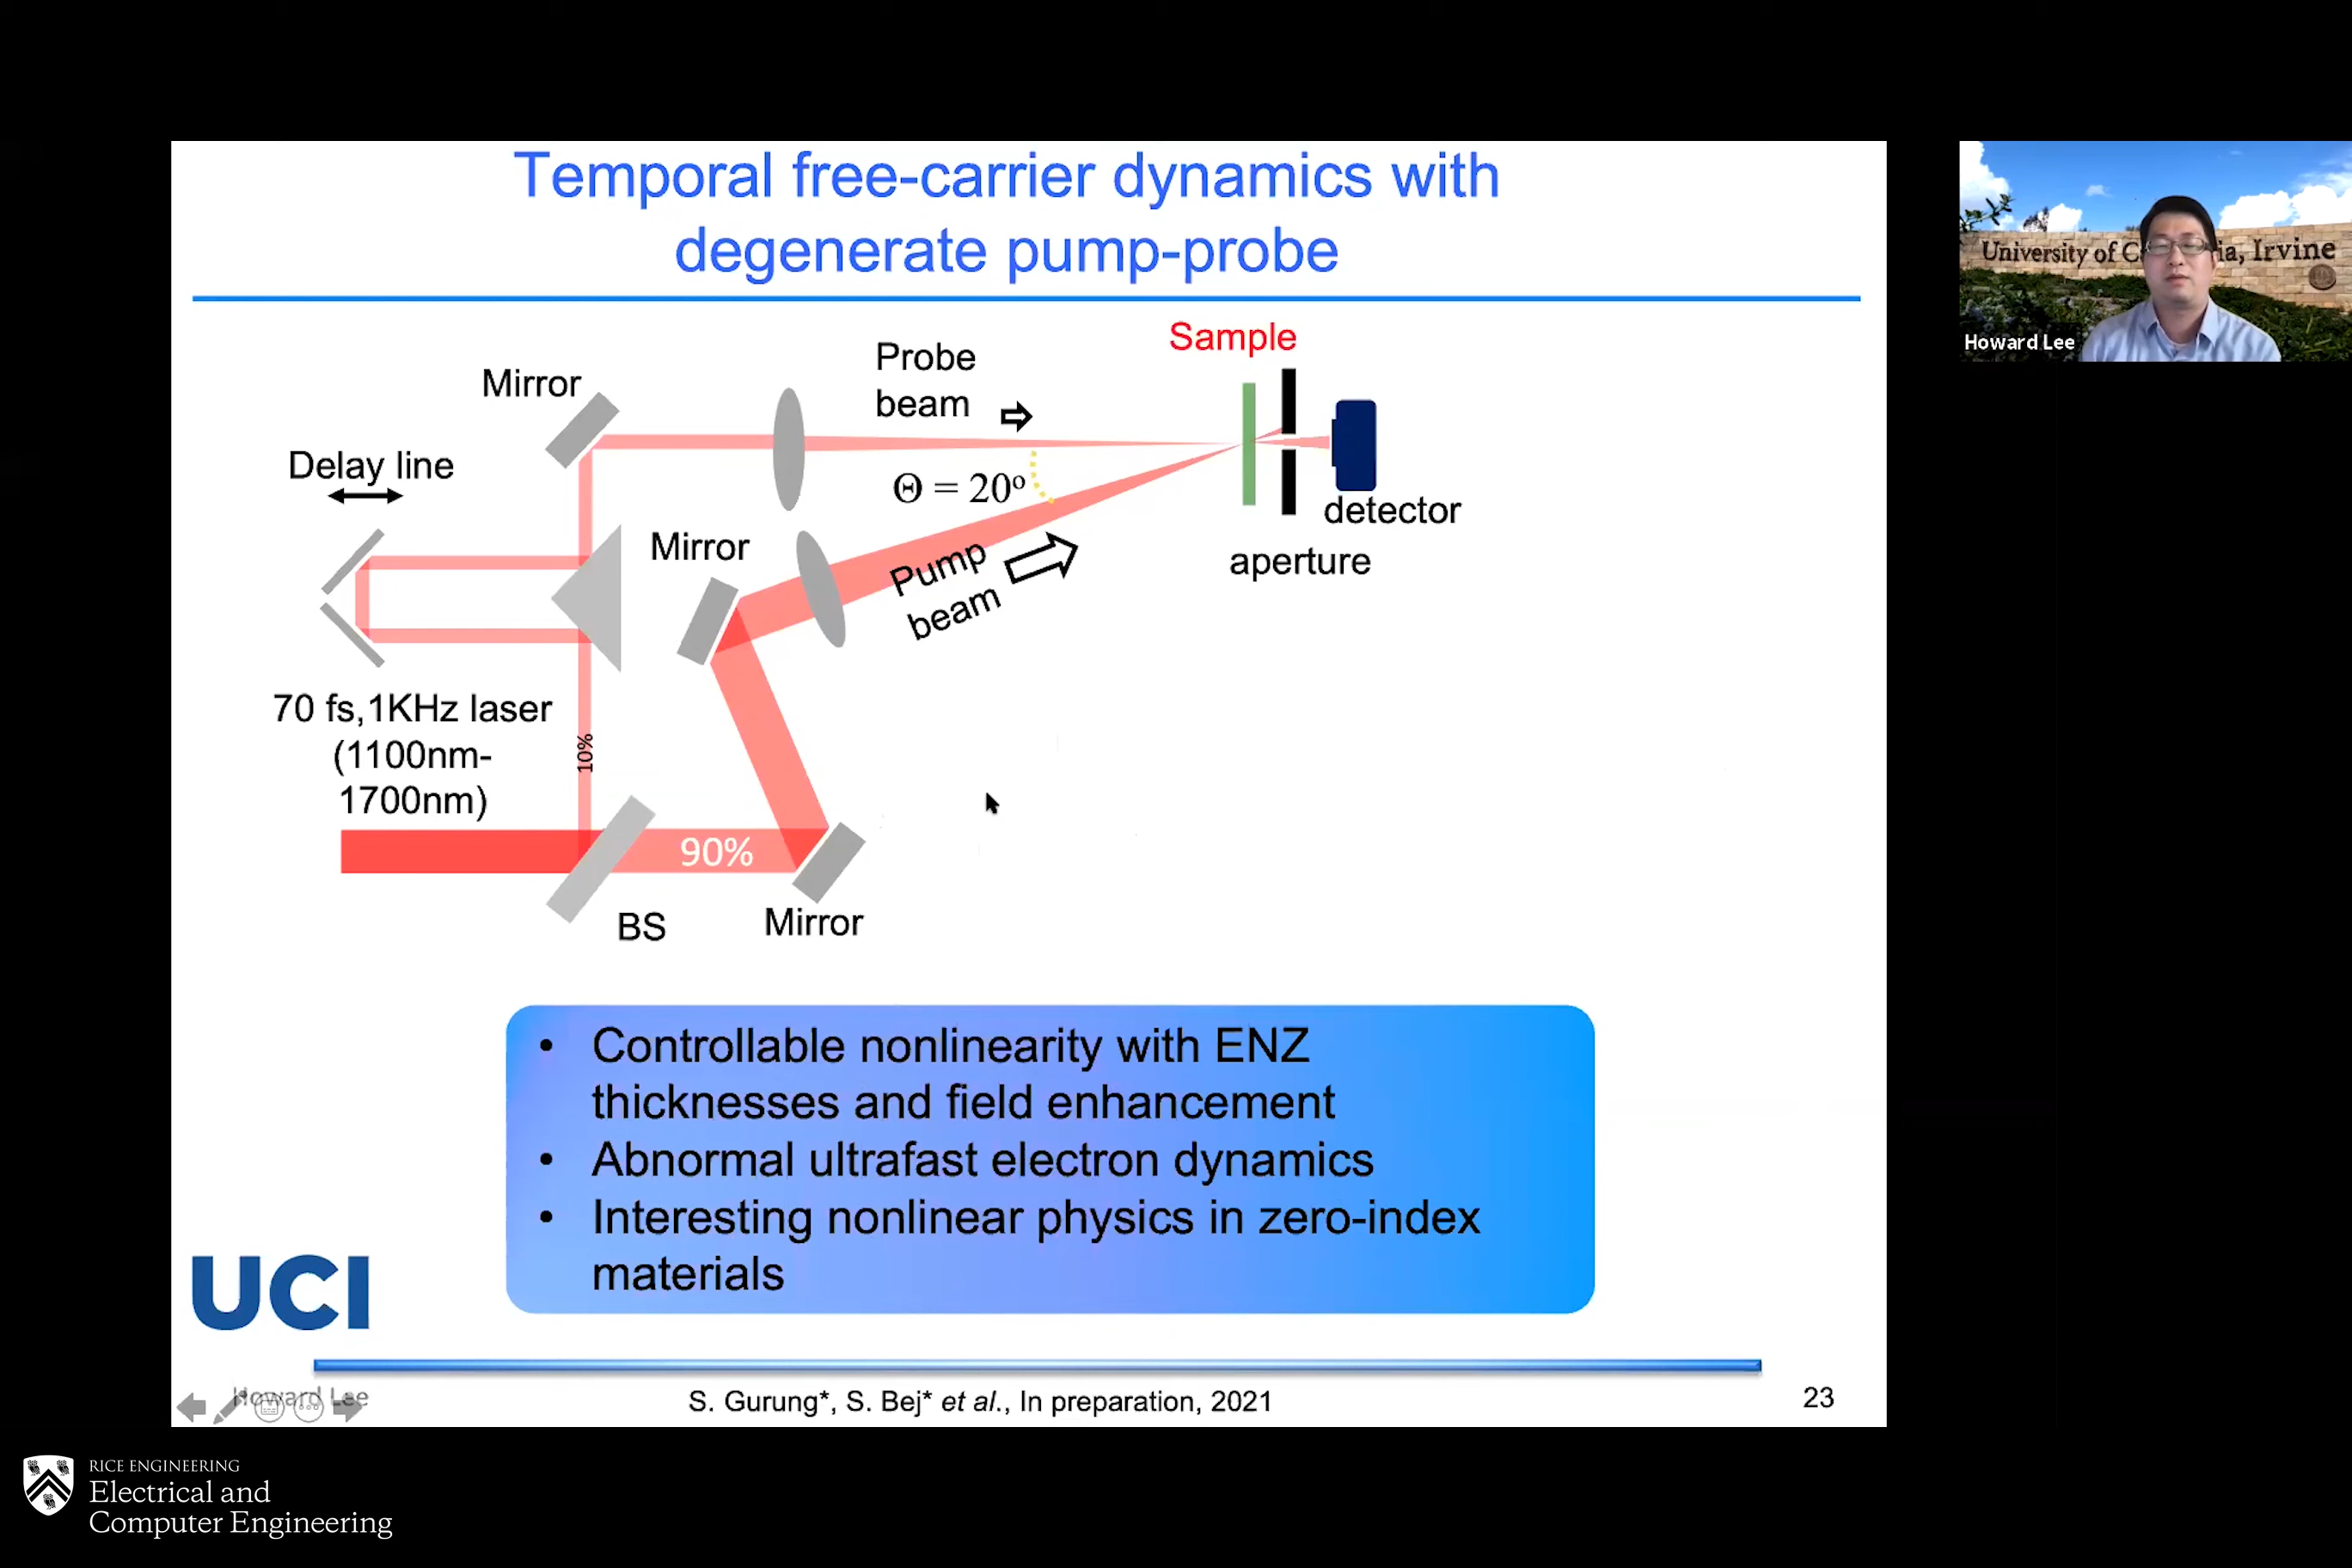 Temporal free-carrier dynamics with
degenerate pump-probe
Sample
Probe
beam
Mirror
Delay line
Θ = 20º
detector
Mirror
aperture
Pump
beam
70 fs,1KHz laser
(1100nm-
1700nm)
10%
90%
BS
Mirror
• Controllable nonlinearity with ENZ
thicknesses and field enhancement
• Abnormal ultrafast electron dynamics
• Interesting nonlinear physics in zero-index
materials
UCI
Howard Lee
S. Gurung*, S. Bej* et al., In preparation, 2021
23
University of C ia, Irvine
Howard Lee
RICE ENGINEERING
Electrical and
Computer Engineering